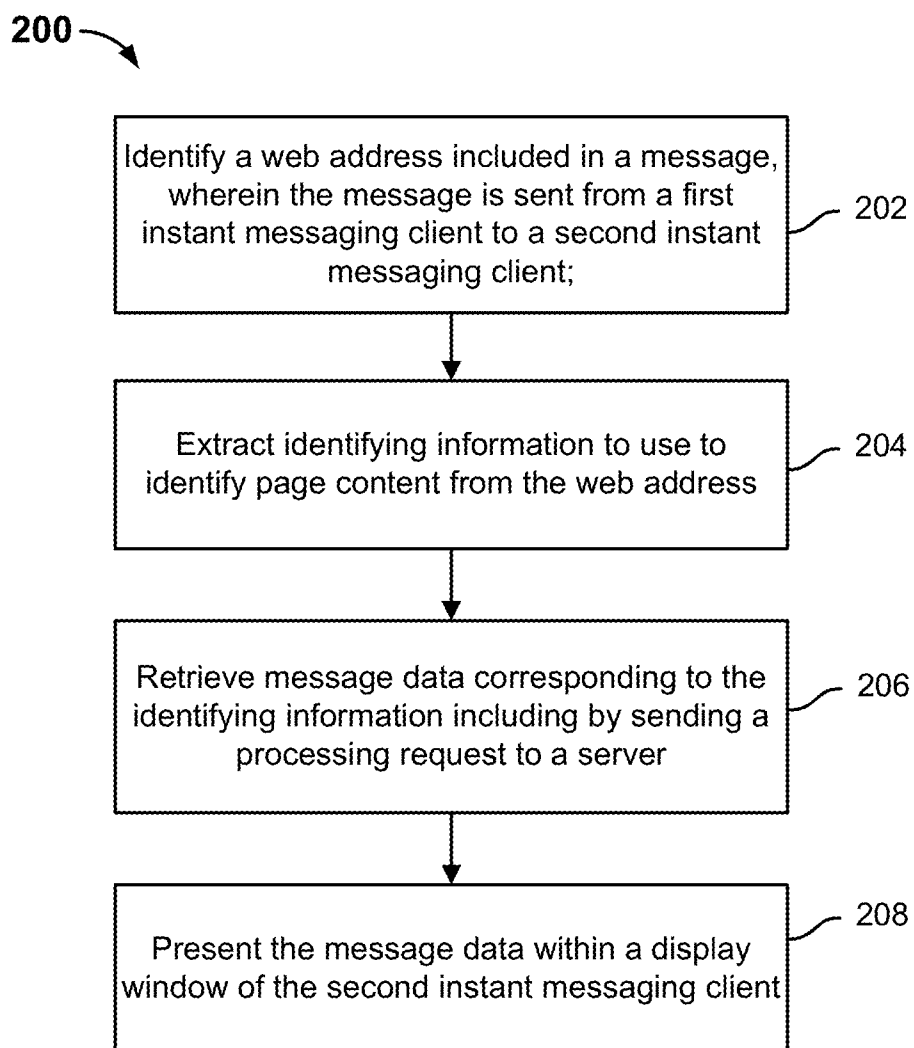 200
Identify a web address included in a message,
wherein the message is sent from a first
instant messaging client to a second instant
messaging client;
202
Extract identifying information to use to
identify page content from the web address
204
Retrieve message data corresponding to the
identifying information including by sending a
processing request to a server
206
Present the message data within a display
window of the second instant messaging client
208